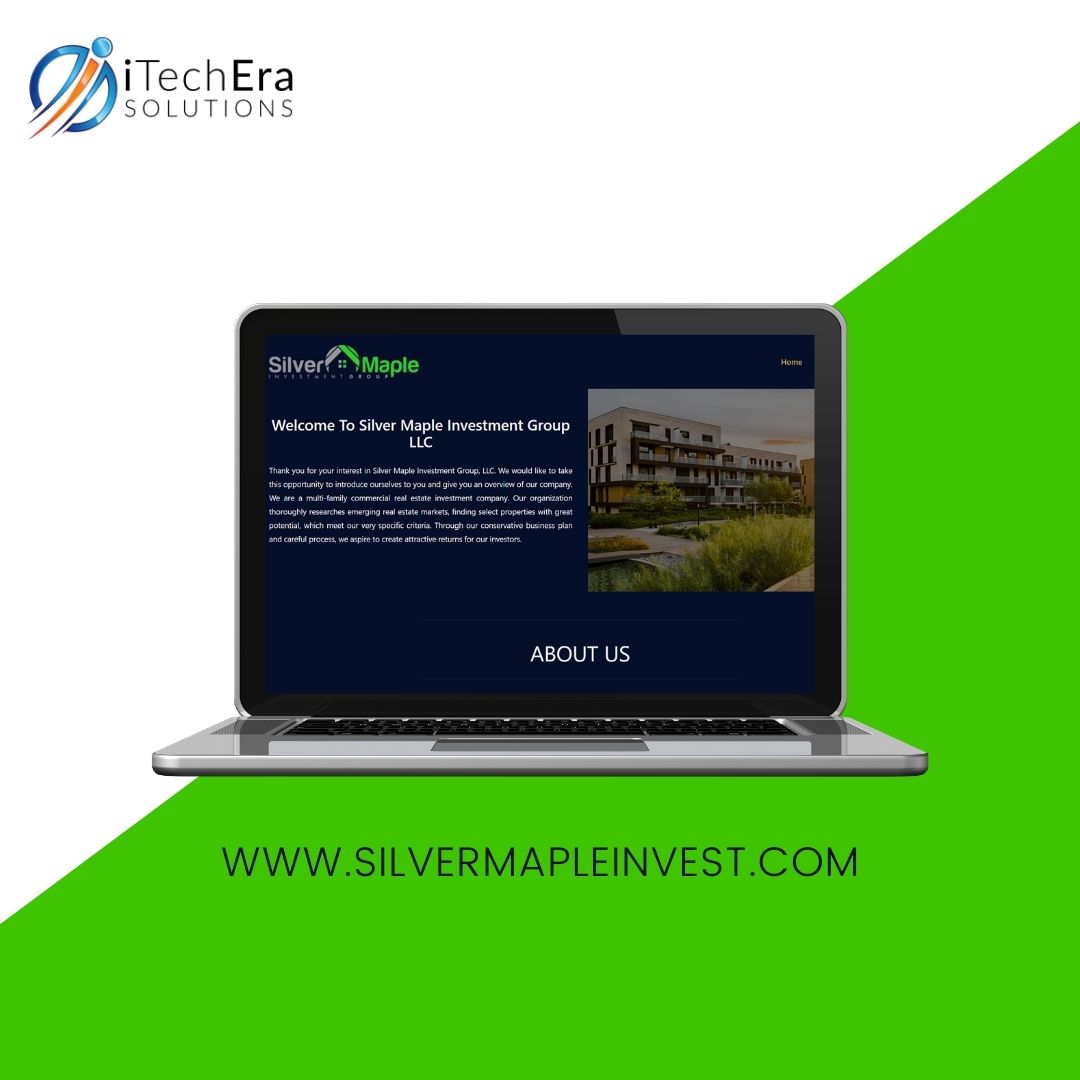 iTechEra
SOLUTIONS
Silver Maple
INVESTMENT GROUP
Home
Welcome To Silver Maple Investment Group
LLC
Thank you for your interest in Silver Maple Investment Group, LLC. We would like to take
this opportunity to introduce ourselves to you and give you an overview of our company.
We are a multi-family commercial real estate investment company. Our organization
thoroughly researches emerging real estate markets, finding select properties with great
potential, which meet our very specific criteria. Through our conservative business plan
and careful process, we aspire to create attractive returns for our investors.
ABOUT US
WWW.SILVERMAPLEINVEST.COM